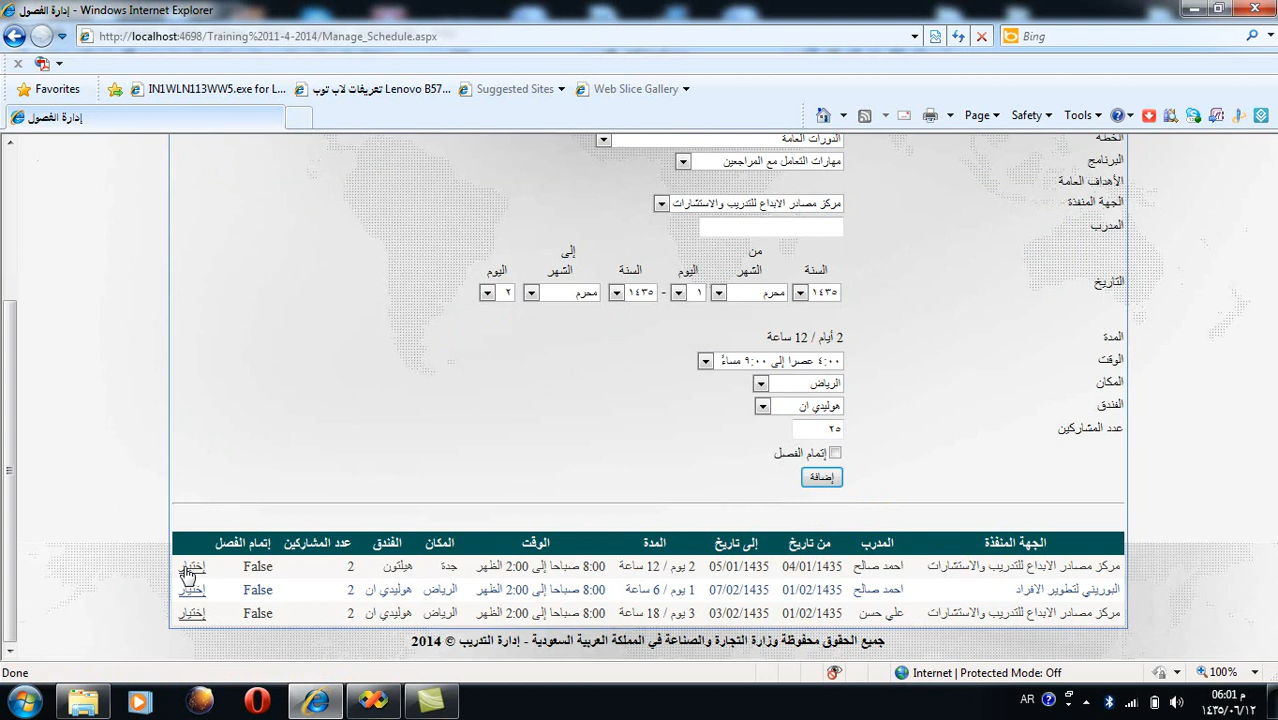 إدارة الفصول - Windows Internet Explorer
http://localhost:4698/Training%2011-4-2014/Manage_Schedule.aspx
Bing
Favorites
IN1WLN113WW5.exe for L...
تعريفات لاب توب Lenovo B57...
Suggested Sites
Web Slice Gallery
إدارة الفصول
Page
Safety
Tools
الخطة
الدورات العامة
البرنامج
مهارات التعامل مع المراجعين
الأهداف العامة
الجهة المنفذة
مركز مصادر الابداع للتدريب والاستشارات
المدرب
من
إلى
السنة الشهر اليوم السنة الشهر اليوم
التاريخ
١٤٣٥ محرم ١ - ١٤٣٥ محرم ٢
المدة
2 أيام / 12 ساعة
الوقت
٤:٠٠ عصرا إلى ٩:٠٠ مساءً
المكان
الرياض
الفندق
هوليدي ان
عدد المشاركين
٢٥
إتمام الفصل
إضافة
الجهة المنفذة المدرب من تاريخ إلى تاريخ المدة الوقت المكان الفندق عدد المشاركين إتمام الفصل
مركز مصادر الابداع للتدريب والاستشارات احمد صالح 04/01/1435 05/01/1435 2 يوم / 12 ساعة 8:00 صباحا إلى 2:00 الظهر جدة هيلتون 2 False إختيار
البوريني لتطوير الافراد احمد صالح 01/02/1435 07/02/1435 1 يوم / 6 ساعة 8:00 صباحا إلى 2:00 الظهر الرياض هوليدي ان 2 False إختيار
مركز مصادر الابداع للتدريب والاستشارات علي حسن 01/02/1435 03/02/1435 3 يوم / 18 ساعة 8:00 صباحا إلى 2:00 الظهر الرياض هوليدي ان 2 False إختيار
جميع الحقوق محفوظة وزارة التجارة والصناعة في المملكة العربية السعودية - إدارة التدريب © 2014
Done
Internet | Protected Mode: Off
100%
AR
06:01 م
١٤٣٥/٠٦/١٢